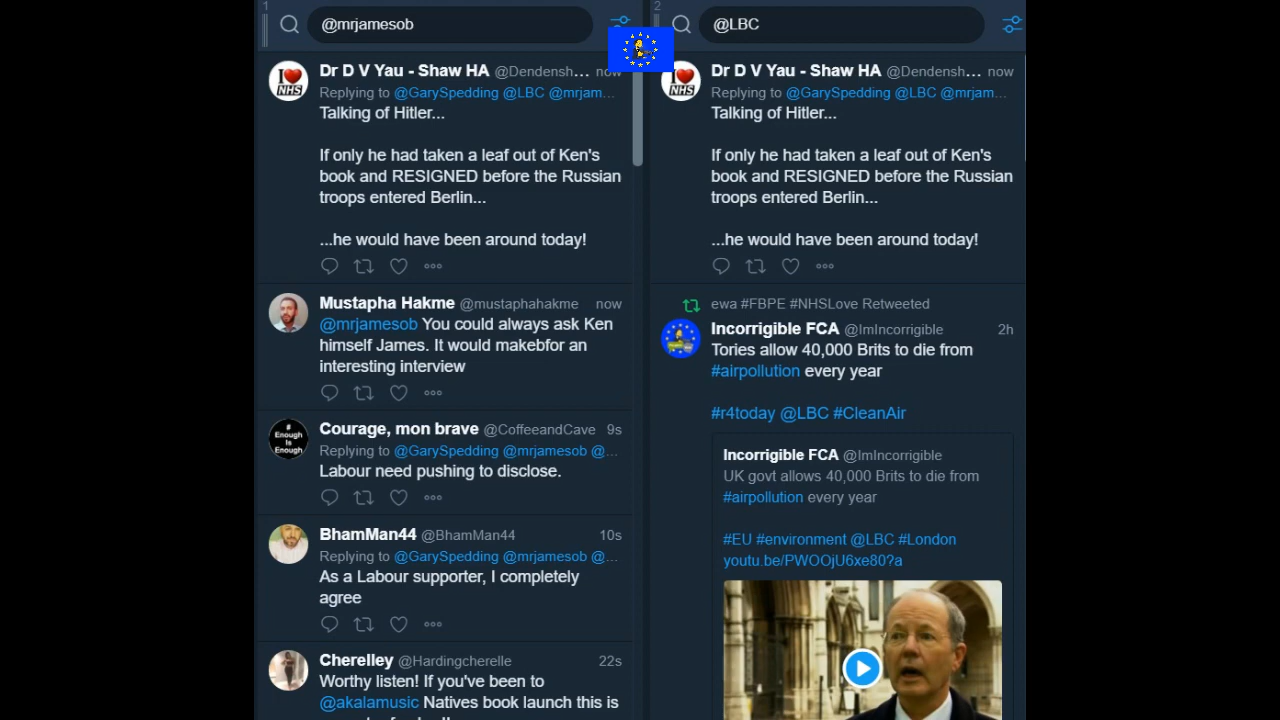 1
@mrjamesob
Dr D V Yau - Shaw HA @Dendensh... now
Replying to @GarySpedding @LBC @mrjam...
Talking of Hitler...
If only he had taken a leaf out of Ken's
book and RESIGNED before the Russian
troops entered Berlin...
...he would have been around today!
Mustapha Hakme @mustaphahakme now
@mrjamesob You could always ask Ken
himself James. It would makebfor an
interesting interview
Courage, mon brave @CoffeeandCave 9s
# Enough Is Enough
Replying to @GarySpedding @mrjamesob @...
Labour need pushing to disclose.
BhamMan44 @BhamMan44 10s
Replying to @GarySpedding @mrjamesob @...
As a Labour supporter, I completely
agree
Cherelley @Hardingcherelle 22s
Worthy listen! If you've been to
@akalamusic Natives book launch this is
2
@LBC
I NHS
Dr D V Yau - Shaw HA @Dendensh... now
Replying to @GarySpedding @LBC @mrjam...
Talking of Hitler...
If only he had taken a leaf out of Ken's
book and RESIGNED before the Russian
troops entered Berlin...
...he would have been around today!
ewa #FBPE #NHSLove Retweeted
Incorrigible FCA @ImIncorrigible 2h
Tories allow 40,000 Brits to die from
#airpollution every year
#r4today @LBC #CleanAir
Incorrigible FCA @ImIncorrigible
UK govt allows 40,000 Brits to die from
#airpollution every year
#EU #environment @LBC #London
youtu.be/PWOOjU6xe80?a